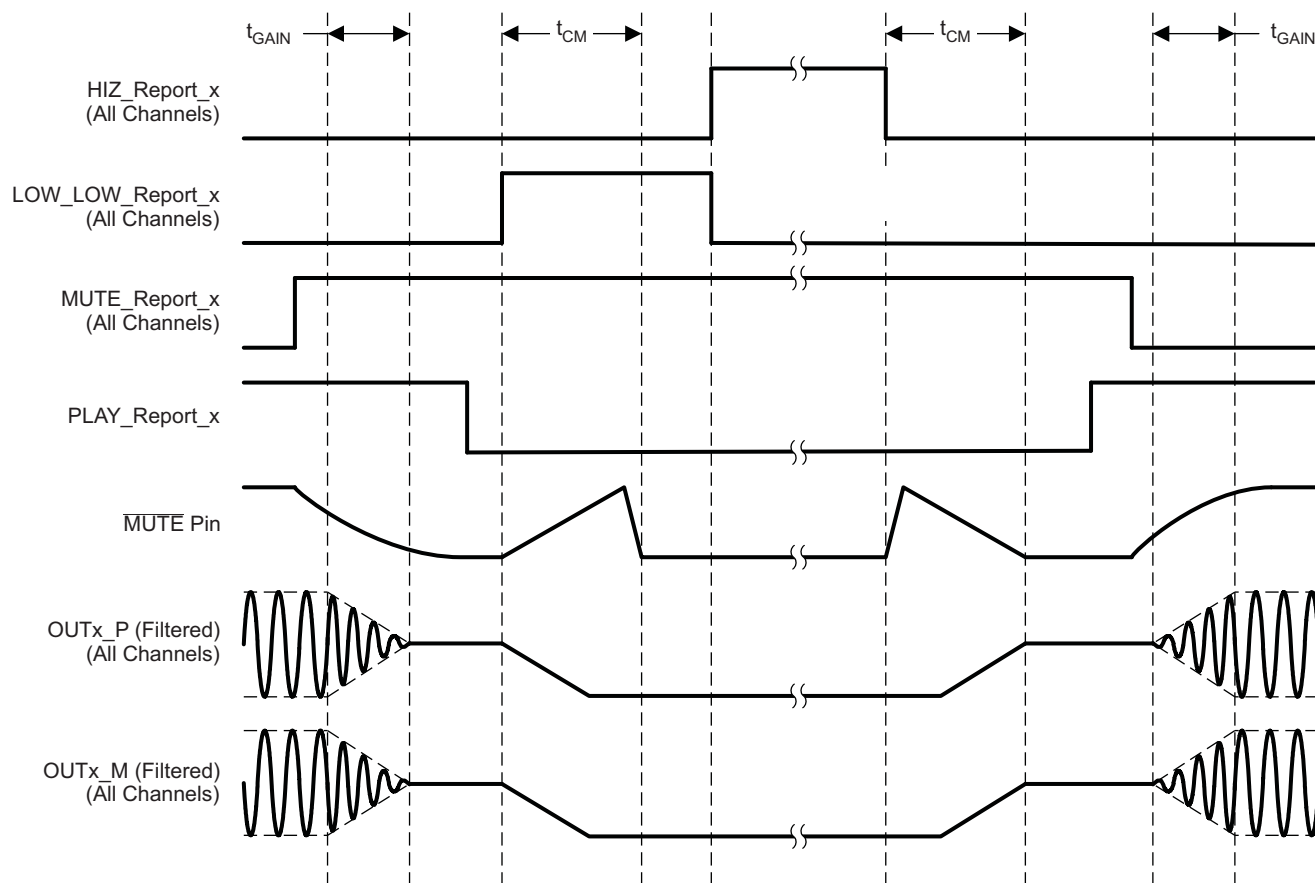 tGAIN tCM tCM tGAIN
HIZ_Report_x
(All Channels)
LOW_LOW_Report_x
(All Channels)
MUTE_Report_x
(All Channels)
PLAY_Report_x
MUTE Pin
OUTx_P (Filtered)
(All Channels)
OUTx_M (Filtered)
(All Channels)